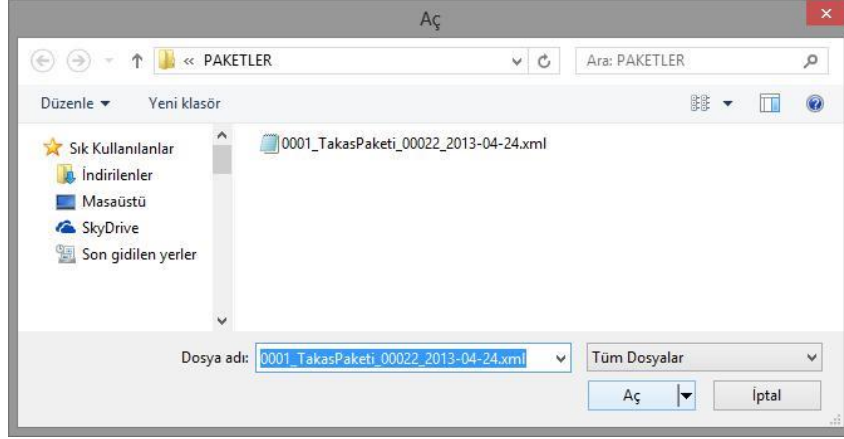 Aç
« PAKETLER
Ara: PAKETLER
Düzenle
Yeni klasör
Sık Kullanılanlar
İndirilenler
Masaüstü
SkyDrive
Son gidilen yerler
0001_TakasPaketi_00022_2013-04-24.xml
Dosya adı: 0001_TakasPaketi_00022_2013-04-24.xml
Tüm Dosyalar
Aç
İptal